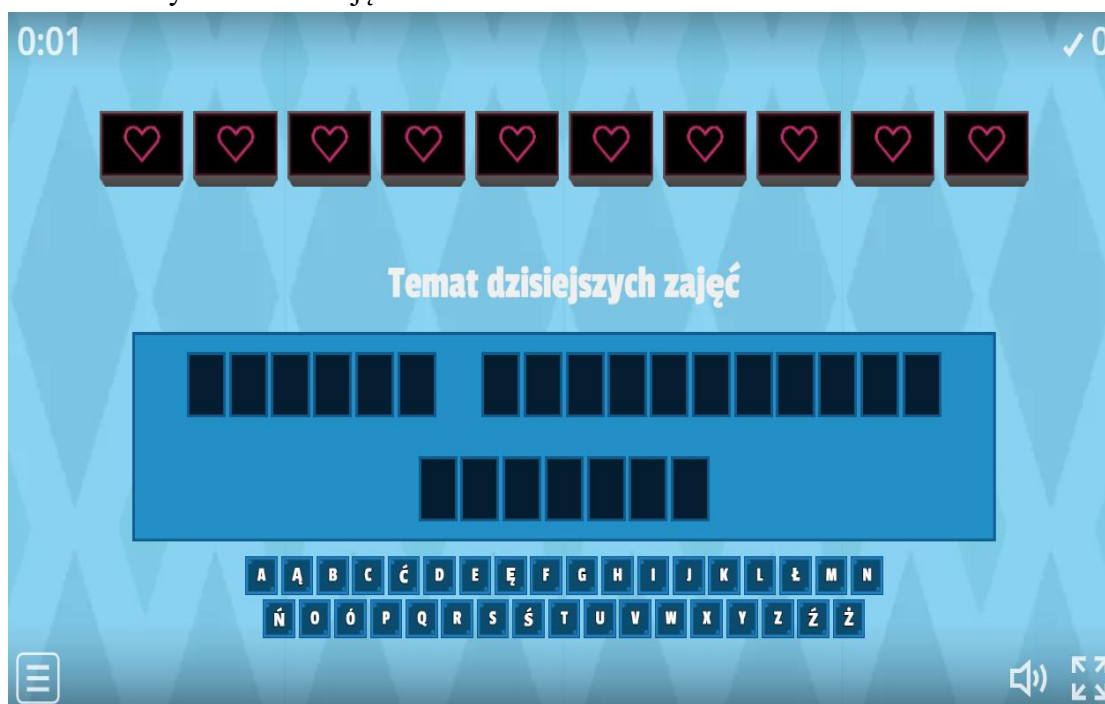 0:01
✓ 0
Temat dzisiejszych zajęć
A Ą B C Ć D E Ę F G H I J K L Ł M N
Ń O Ó P Q R S Ś T U V W X Y Z Ź Ż